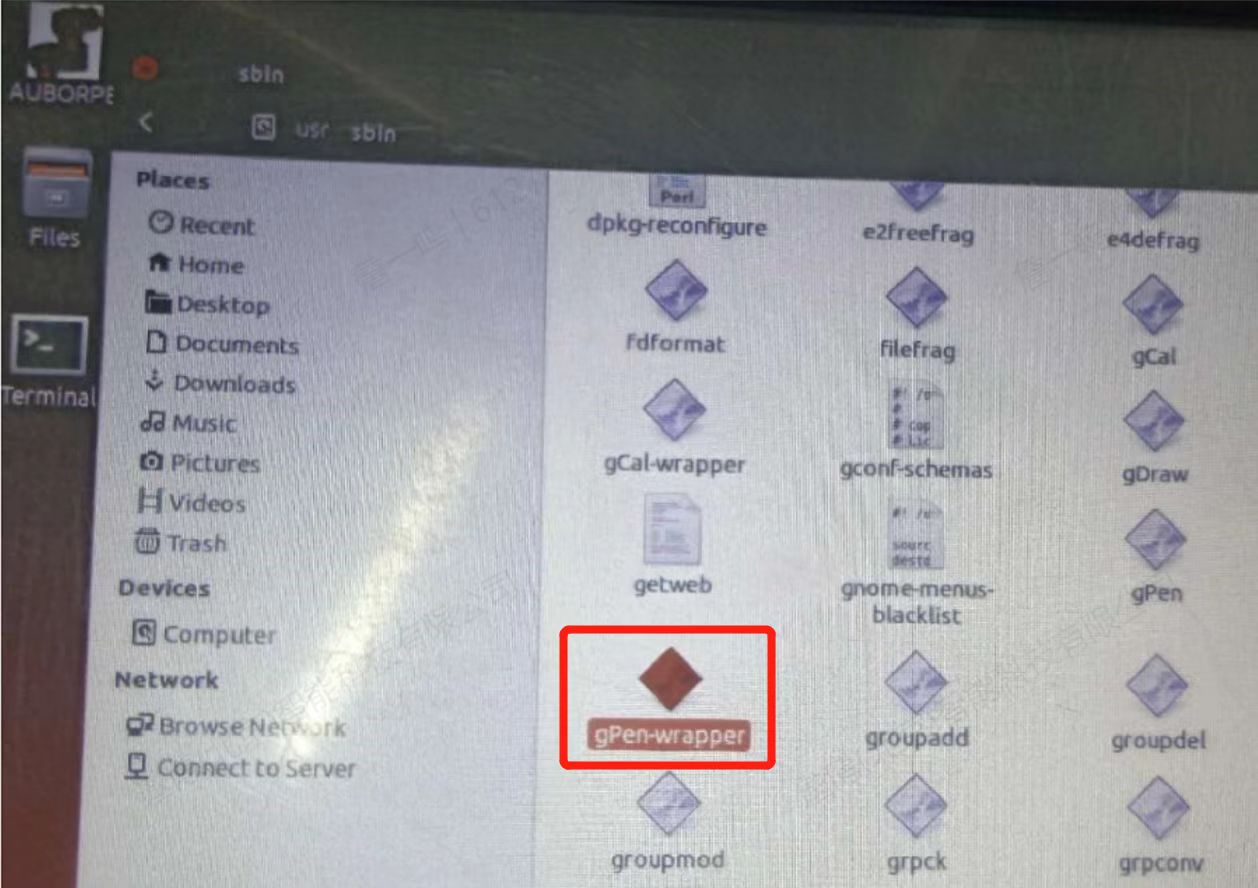 AUBORPE
Files
Terminal
sbin
usr sbin
Places
Recent
Home
Desktop
Documents
Downloads
Music
Pictures
Videos
Trash
Devices
Computer
Network
Browse Network
Connect to Server
Perl
dpkg-reconfigure
e2freefrag
e4defrag
fdformat
filefrag
gCal
gCal-wrapper
gconf-schemas
gDraw
getweb
gnome-menus-
blacklist
gPen
gPen-wrapper
groupadd
groupdel
groupmod
grpck
grpconv